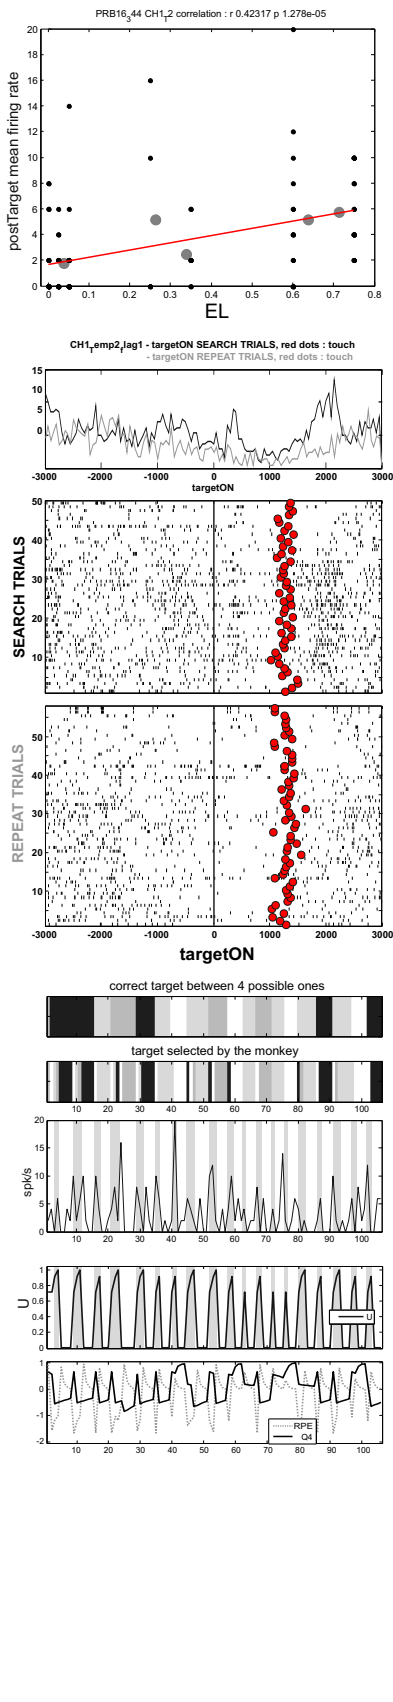 PRB16_344 CH1_T2 correlation : r 0.42317 p 1.278e-05
20
18
16
14
12
10
8
6
4
2
0
postTarget mean firing rate
0 0.1 0.2 0.3 0.4 0.5 0.6 0.7 0.8
EL
CH1_Temp2_flag1 - targetON SEARCH TRIALS, red dots : touch
- targetON REPEAT TRIALS, red dots : touch
15
10
5
0
-3000 -2000 -1000 0 1000 2000 3000
targetON
50
40
30
20
10
SEARCH TRIALS
50
40
30
20
10
REPEAT TRIALS
-3000 -2000 -1000 0 1000 2000 3000
targetON
correct target between 4 possible ones
target selected by the monkey
10 20 30 40 50 60 70 80 90 100
20
15
10
5
0
spk/s
10 20 30 40 50 60 70 80 90 100
1
0.8
0.6
0.4
0.2
0
U
U
10 20 30 40 50 60 70 80 90 100
1
0
-1
-2
RPE
Q4
10 20 30 40 50 60 70 80 90 100